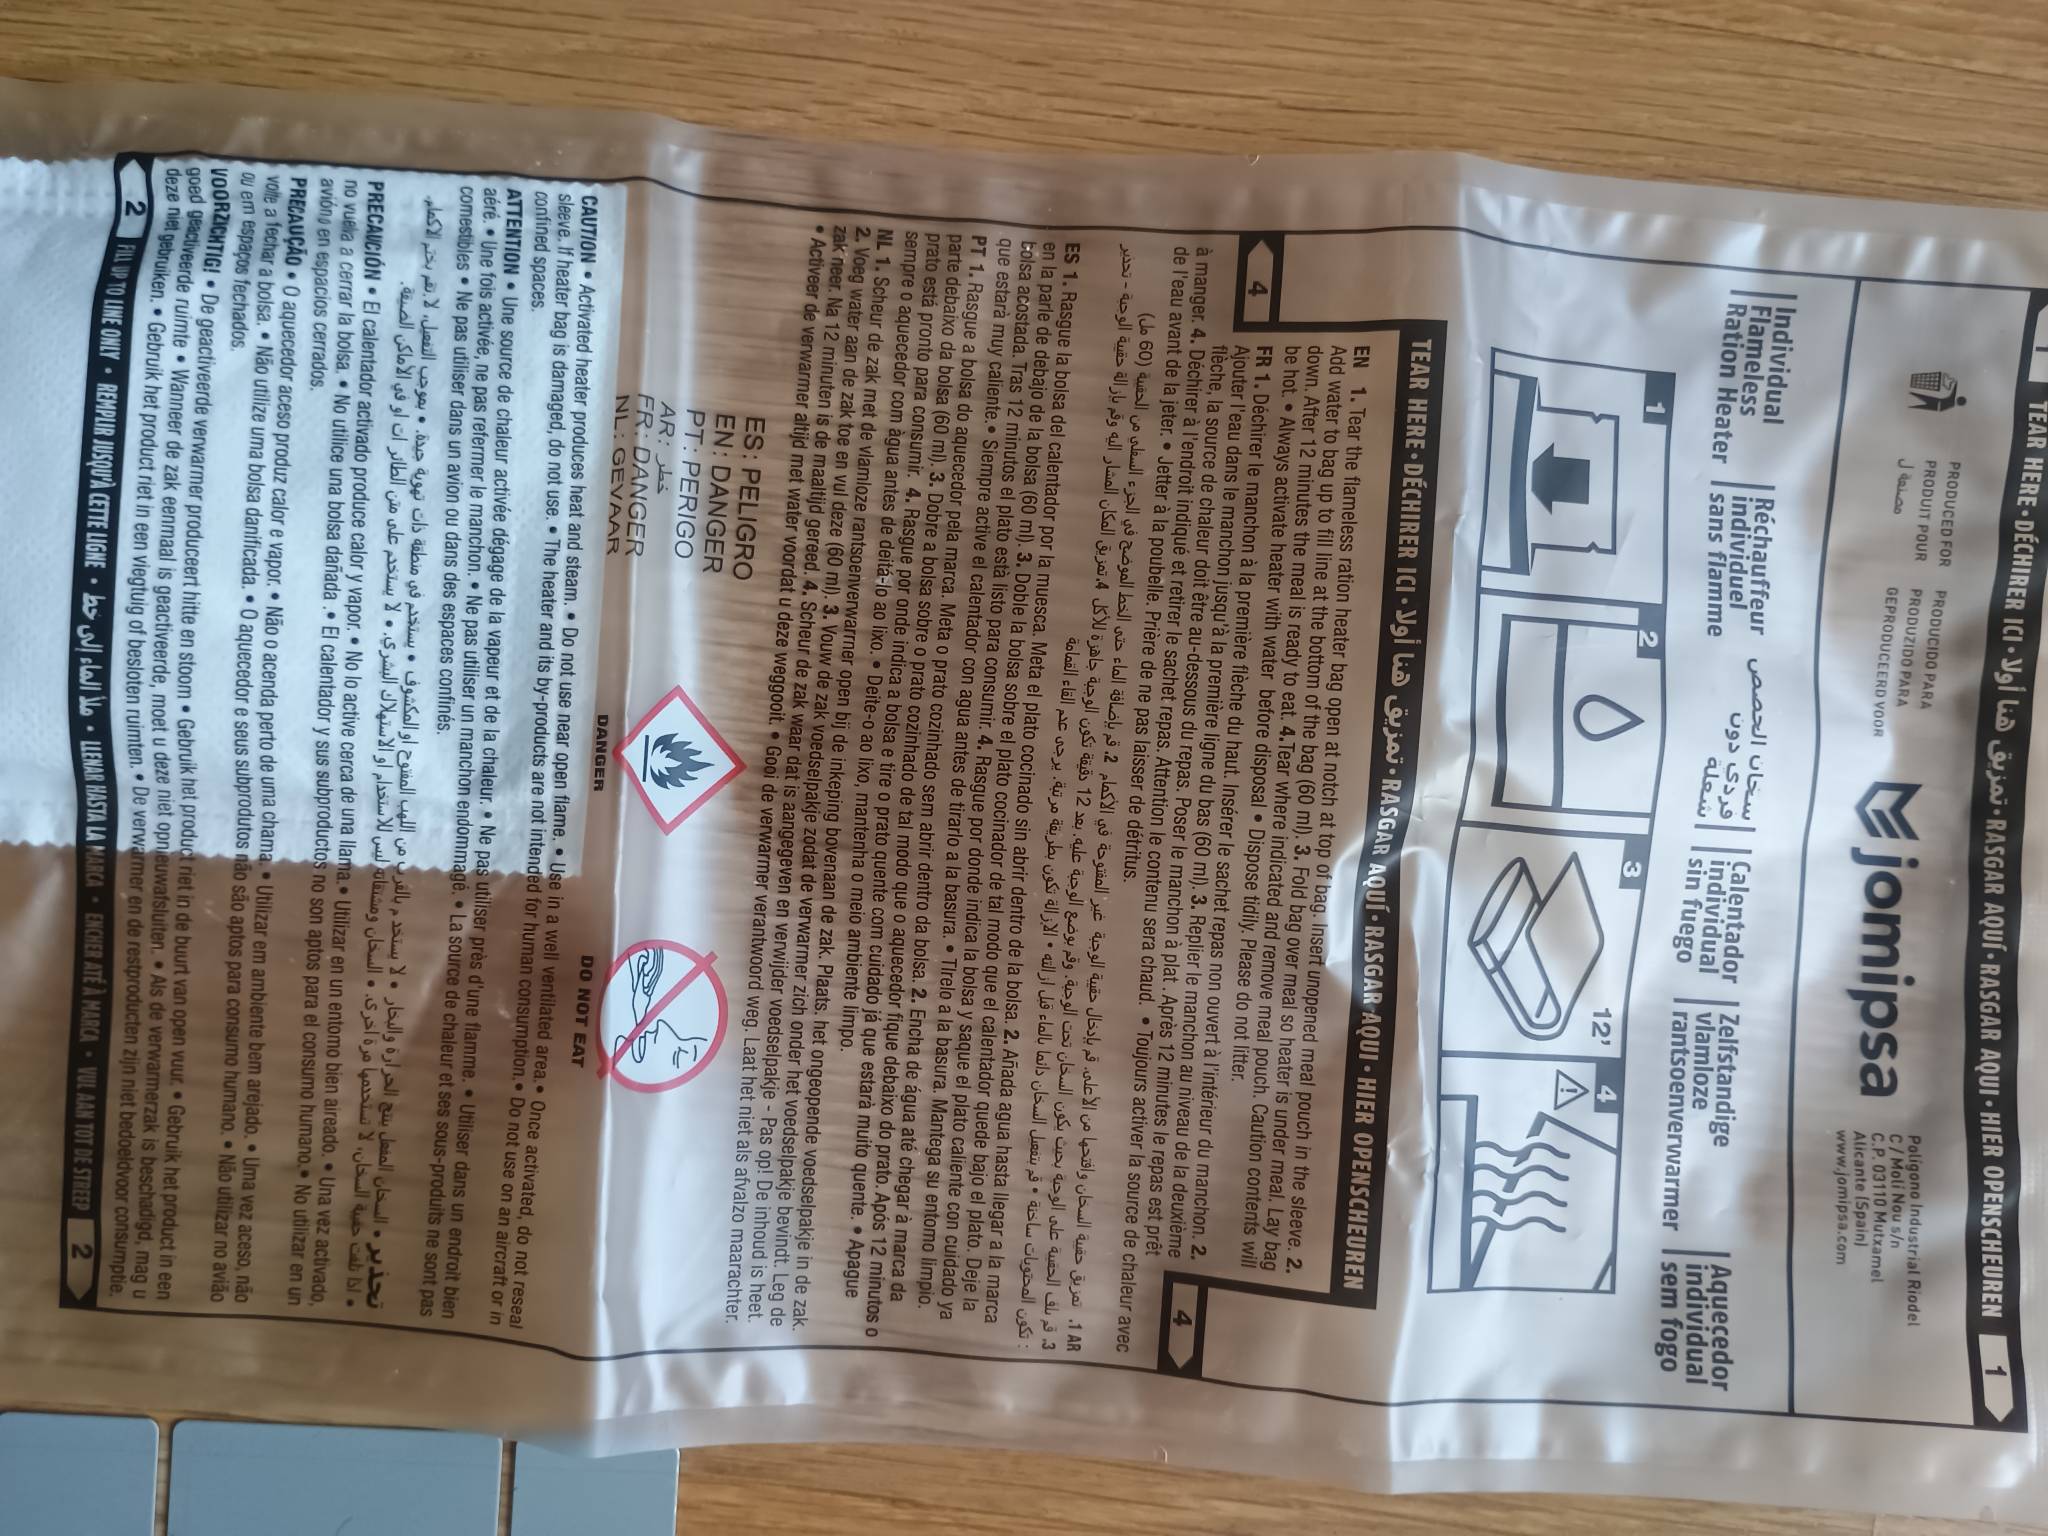 1 TEAR HERE • DÉCHIRER ICI • تمزيق هنا أولا • RASGAR AQUÍ • RASGAR AQUI • HIER OPENSCHEUREN 1
PRODUCED FOR
PRODUIT POUR
PRODUCIDO PARA
PRODUZIDO PARA
GEPRODUCEERD VOOR
jomipsa
Polígono Industrial Riodel
C/ Molí Nou s/n
C.P. 03110 Mutxamel
Alicante (Spain)
www.jomipsa.com
Individual
Flameless
Ration Heater
Réchauffeur
individuel
sans flamme
سخان الحصص
فردي دون
شعلة
Calentador
individual
sin fuego
Zelfstandige
vlamloze
rantsoenverwarmer
Aquecedor
individual
sem fogo
1
2
3
12'
4
TEAR HERE • DÉCHIRER ICI • تمزيق هنا أولا • RASGAR AQUÍ • RASGAR AQUI • HIER OPENSCHEUREN
4
4
EN 1. Tear the flameless ration heater bag open at notch at top of bag. Insert unopened meal pouch in the sleeve. 2.
Add water to bag up to fill line at the bottom of the bag (60 ml). 3. Fold bag over meal so heater is under meal. Lay bag
down. After 12 minutes the meal is ready to eat. 4.Tear where indicated and remove meal pouch. Caution contents will
be hot. • Always activate heater with water before disposal • Dispose tidily. Please do not litter.
FR 1. Déchirer le manchon à la première flèche du haut. Insérer le sachet repas non ouvert à l'intérieur du manchon. 2.
Ajouter l'eau dans le manchon jusqu'à la première ligne du bas (60 ml). 3. Replier le manchon au niveau de la deuxième
flèche, la source de chaleur doit être au-dessous du repas. Poser le manchon à plat . Après 12 minutes le repas est prêt
à manger. 4. Déchirer à l'endroit indiqué et retirer le sachet repas. Attention le contenu sera chaud. • Toujours activer la source de chaleur avec
de l'eau avant de la jeter. • Jetter à la poubelle. Prière de ne pas laisser de détritus.
ES 1. Rasgue la bolsa del calentador por la muesca. Meta el plato cocinado sin abrir dentro de la bolsa. 2. Añada agua hasta llegar a la marca
en la parle de debajo de la bolsa (60 ml). 3. Doble la bolsa sobre el plato cocinador de tal modo que el calentador quede bajo el plato. Deje la
bolsa acostada. Tras 12 minutos el plato está listo para consumir. 4. Rasgue por donde indica la bolsa y saque el plato caliente con cuidado ya
que estará muy caliente. • Siempre active el calentador con agua antes de tirarlo a la basura. • Tírelo a la basura. Mantega su entorno limpio.
PT 1. Rasgue a bolsa do aquecedor pela marca. Meta o prato cozinhado sem abrir dentro da bolsa. 2. Encha de água até chegar à marca da
parte debaixo da bolsa (60 ml). 3. Dobre a bolsa sobre o prato cozinhado de tal modo que o aquecedor fique debaixo do prato. Após 12 minutos o
prato está pronto para consumir. 4. Rasgue por onde indica a bolsa e tire o prato quente com cuidado já que estará muito quente. • Apague
sempre o aquecedor com àgua antes de deitá-lo ao lixo. • Deite-o ao lixo, mantenha o meio ambiente limpo.
NL 1. Scheur de zak met de vlamloze rantsoenverwarmer open bij de inkeping bovenaan de zak. Plaats, het ongeopende voedselpakje in de zak.
2. Voeg water aan de zak toe en vul deze (60 ml). 3. Vouw de zak voedselpakje zodat de verwarmer zich onder het voedselpakje bevindt. Leg de
zak neer. Na 12 minuten is de maltijd gereed. 4. Scheur de zak waar dat is aangegeven en verwijder voedselpakje - Pas op! De inhoud is heet.
• Activeer de verwarmer altijd met water voordat u deze weggooit. • Gooi de verwarmer verantwoord weg. Laat het niet als afvalzo maarachter.
ES: PELIGRO
EN: DANGER
PT: PERIGO
AR: خطر
FR: DANGER
NL: GEVAAR
DANGER
DO NOT EAT
CAUTION • Activated heater produces heat and steam. • Do not use near open flame. • Use in a well ventilated area. • Once activated, do not reseal
sleeve. If heater bag is damaged, do not use. • The heater and its by-products are not intended for human consumption. • Do not use on an aircraft or in
confined spaces.
ATTENTION • Une source de chaleur activée dégage de la vapeur et de la chaleur. • Ne pas utiliser près d'une flamme. • Utiliser dans un endroit bien
aéré. • Une fois activée, ne pas refermer le manchon. • Ne pas utiliser un manchon endommagé. • La source de chaleur et ses sous-produits ne sont pas
comestibles • Ne pas utiliser dans un avion ou dans des espaces confinés.
PRECAUCIÓN • El calentador activado produce calor y vapor. • No lo active cerca de una llama. • Utilizar en un entorno bien aireado. • Una vez activado,
no vuelva a cerrar la bolsa. • No utilice una bolsa dañada . • El calentador y sus subproductos no son aptos para el consumo humano. • No utilizar en un
avión o en espacios cerrados.
PRECAUÇÃO • O aquecedor aceso produz calor e vapor. • Não o acenda perto de uma chama. • Utilizar em ambiente bem arejado. • Uma vez aceso, não
volte a fechar a bolsa. • Não utilize uma bolsa danificada. • O aquecedor e seus subprodutos não são aptos para consumo humano. • Não utilizar no avião
ou em espaços fechados.
VOORZICHTIG! • De geactiveerde verwarmer produceert hitte en stoom • Gebruik het product niet in de buurt van open vuur. • Gebruik het product in een
goed geactiveerde ruimte • Wanneer de zak eenmaal is geactiveerde, moet u deze niet opnieuwafsluiten. • Als de verwarmerzak is beschadigd, mag u
deze niet gebruiken. • Gebruik het product niet in een vliegtuig of besloten ruimten. • De verwarmer en de restproducten zijn niet bedoeldvoor consumptie.
2 FILL UP TO LINE ONLY • REMPLIR JUSQU'À CETTE LIGNE • ملأ الماء إلى خط • LLENAR HASTA LA MARCA • ENCHER ATÉ À MARCA • VUL AAN TOT DE STREEP 2